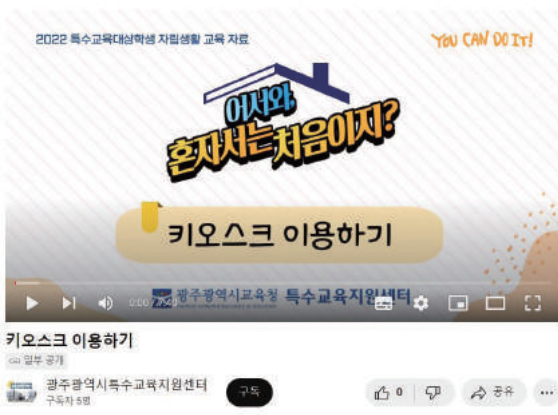 2022 특수교육대상학생 자립생활 교육 자료
YOU CAN DO IT!
어서와,
혼자서는 처음이지?
키오스크 이용하기
광주광역시교육청 특수교육지원센터
키오스크 이용하기
일부 공개
광주광역시특수교육지원센터
구독자 5명
구독
0
공유